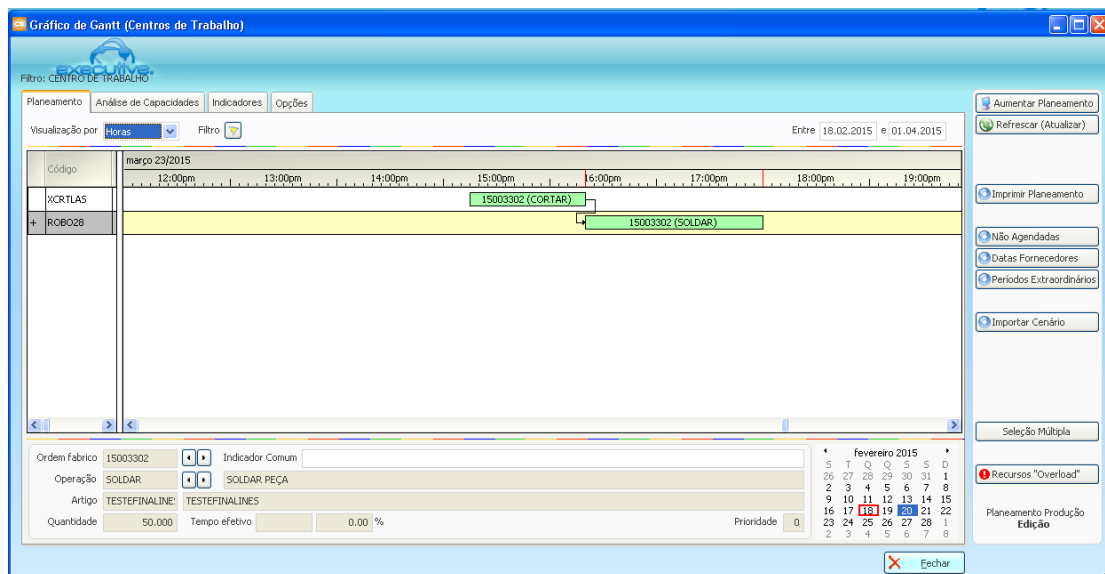 Gráfico de Gantt (Centros de Trabalho)
executive
Filtro: CENTRO DE TRABALHO
Planeamento Análise de Capacidades Indicadores Opções
Visualização por Horas Filtro Entre 18.02.2015 e 01.04.2015
Código março 23/2015
12:00pm 13:00pm 14:00pm 15:00pm 16:00pm 17:00pm 18:00pm 19:00pm
XCRTLAS 15003302 (CORTAR)
+ ROBO28 15003302 (SOLDAR)
Aumentar Planeamento
Refrescar (Atualizar)
Imprimir Planeamento
Não Agendadas
Datas Fornecedores
Períodos Extraordinários
Importar Cenário
Seleção Múltipla
Recursos "Overload"
Planeamento Produção
Edição
Ordem fabrico 15003302 Indicador Comum
Operação SOLDAR SOLDAR PEÇA
Artigo TESTEFINALINE: TESTEFINALINES
Quantidade 50.000 Tempo efetivo 0.00 % Prioridade 0
fevereiro 2015
S T Q Q S S D
26 27 28 29 30 31 1
2 3 4 5 6 7 8
9 10 11 12 13 14 15
16 17 18 19 20 21 22
23 24 25 26 27 28 1
2 3 4 5 6 7 8
Fechar